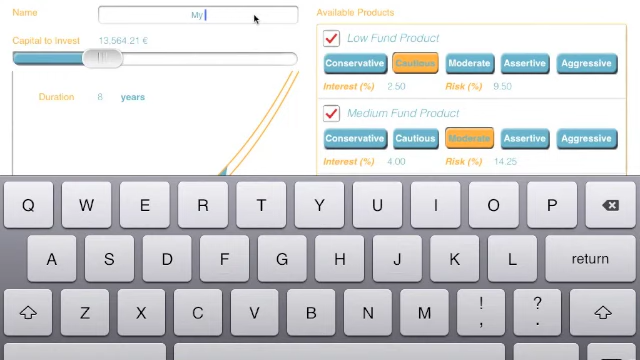 Name My Available Products
Low Fund Product
Capital to Invest 13,564.21 €
Conservative Cautious Moderate Assertive Aggressive
Interest (%) 2.50 Risk (%) 9.50
Duration 8 years
Medium Fund Product
Conservative Cautious Moderate Assertive Aggressive
Interest (%) 4.00 Risk (%) 14.25
Q W E R T Y U I O P
A S D F G H J K L return
Z X C V B N M ! , ? .